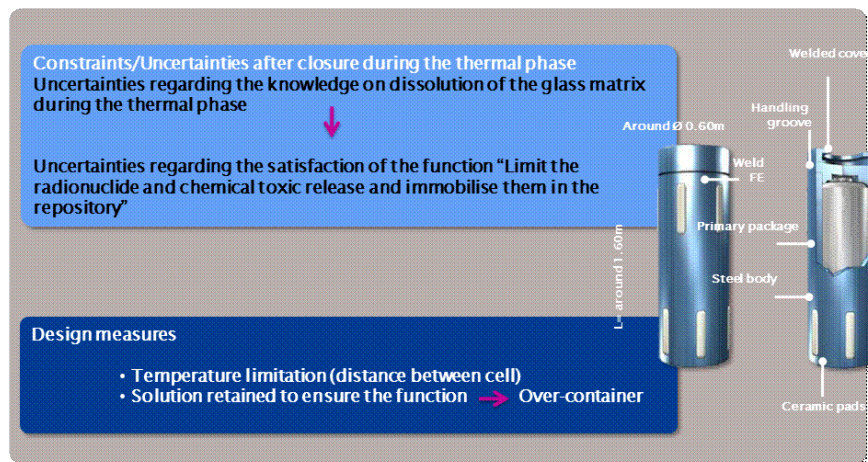 Constraints/Uncertainties after closure during the thermal phase
Uncertainties regarding the knowledge on dissolution of the glass matrix
during the thermal phase
Uncertainties regarding the satisfaction of the function “Limit the
radionuclide and chemical toxic release and immobilise them in the
repository”
Design measures
• Temperature limitation (distance between cell)
• Solution retained to ensure the function
Over-container
Welded cove
Handling
groove
Around Ø 0.60m
Weld
FE
Primary package
Steel body
L= around 1.60m
Ceramic pads